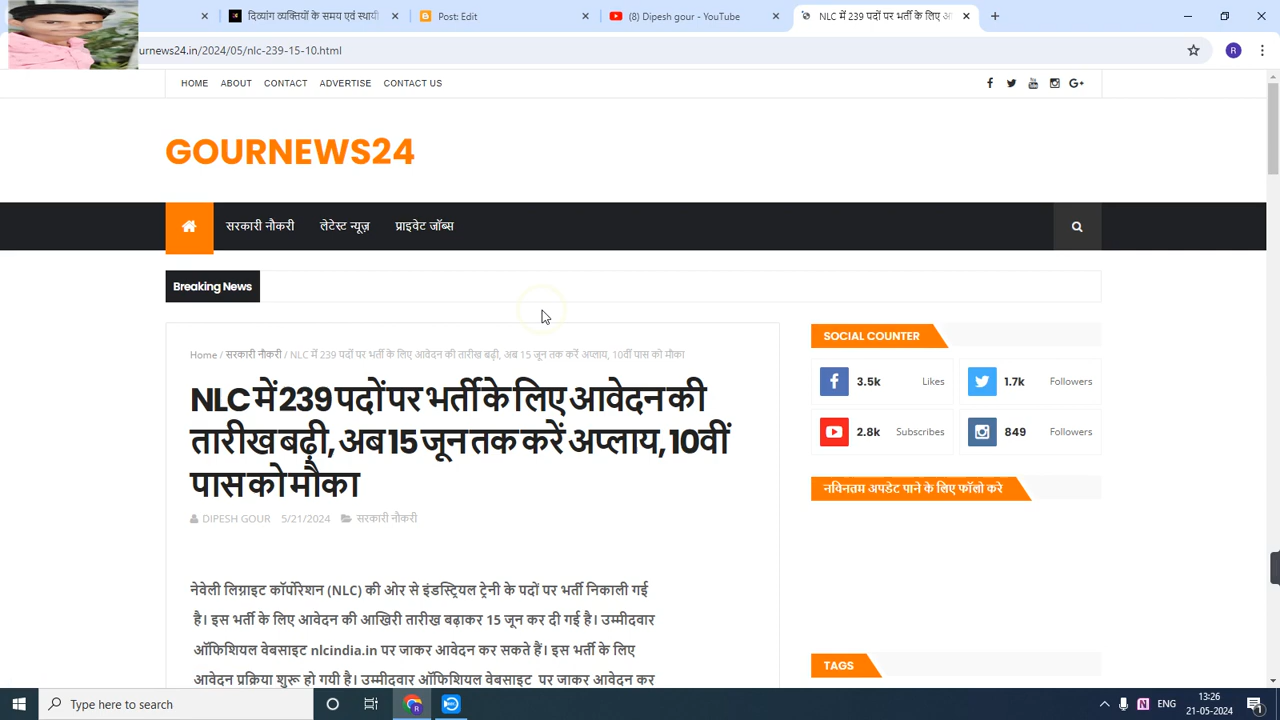 दिव्यांग व्यक्तियों के समय एवं स्थायी
Post: Edit
(8) Dipesh gour - YouTube
NLC में 239 पदों पर भर्ती के लिए आ
urnews24.in/2024/05/nlc-239-15-10.html
R
HOME ABOUT CONTACT ADVERTISE CONTACT US
GOURNEWS24
सरकारी नौकरी लेटेस्ट न्यूज़ प्राइवेट जॉब्स
Breaking News
Home / सरकारी नौकरी / NLC में 239 पदों पर भर्ती के लिए आवेदन की तारीख बढ़ी, अब 15 जून तक करें अप्लाय, 10वीं पास को मौका
NLC में 239 पदों पर भर्ती के लिए आवेदन की
तारीख बढ़ी, अब 15 जून तक करें अप्लाय, 10वीं
पास को मौका
DIPESH GOUR 5/21/2024 सरकारी नौकरी
नेवेली लिग्नाइट कॉर्पोरेशन (NLC) की ओर से इंडस्ट्रियल ट्रेनी के पदों पर भर्ती निकाली गई
है। इस भर्ती के लिए आवेदन की आखिरी तारीख बढ़ाकर 15 जून कर दी गई है। उम्मीदवार
ऑफिशियल वेबसाइट nlcindia.in पर जाकर आवेदन कर सकते हैं। इस भर्ती के लिए
आवेदन प्रक्रिया शुरू हो गयी है। उम्मीदवार ऑफिशियल वेबसाइट पर जाकर आवेदन कर
SOCIAL COUNTER
3.5k Likes
1.7k Followers
2.8k Subscribes
849 Followers
नविनतम अपडेट पाने के लिए फॉलो करे
TAGS
Type here to search
ENG
13:26
21-05-2024